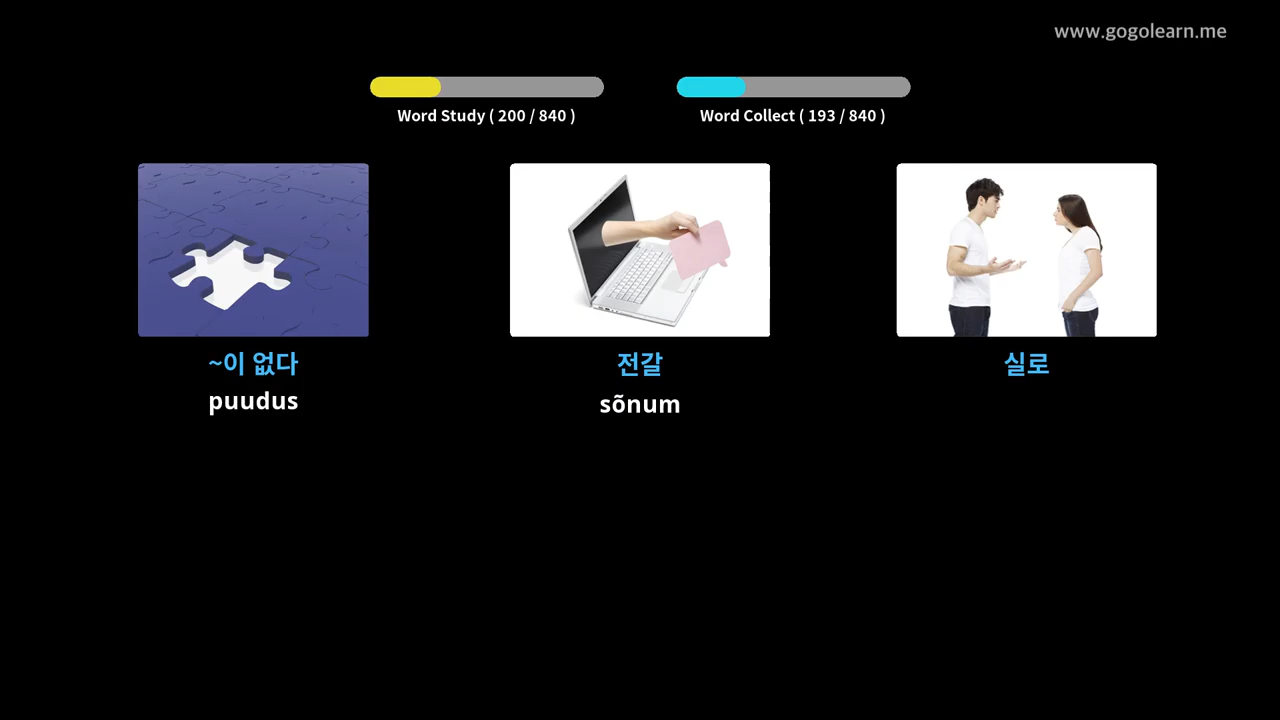 www.gogolearn.me
Word Study ( 200 / 840 )
Word Collect ( 193 / 840 )
~이 없다
전갈
실로
puudus
sõnum